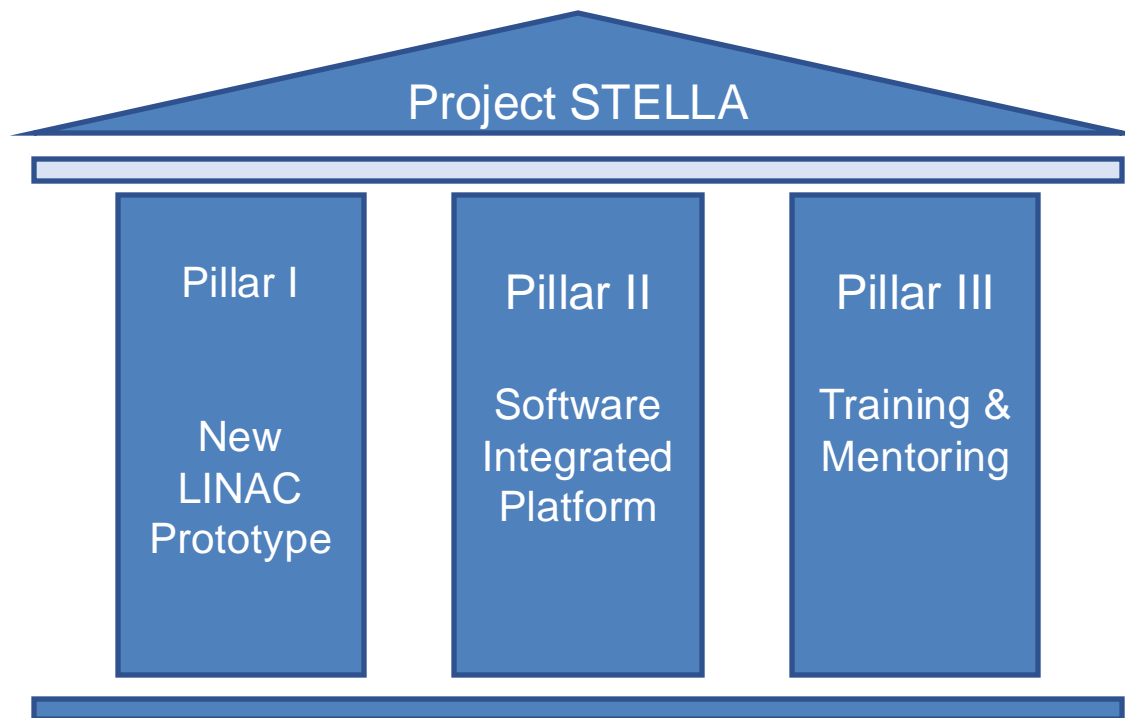 Project STELLA
Pillar I
New
LINAC
Prototype
Pillar II
Software
Integrated
Platform
Pillar III
Training &
Mentoring